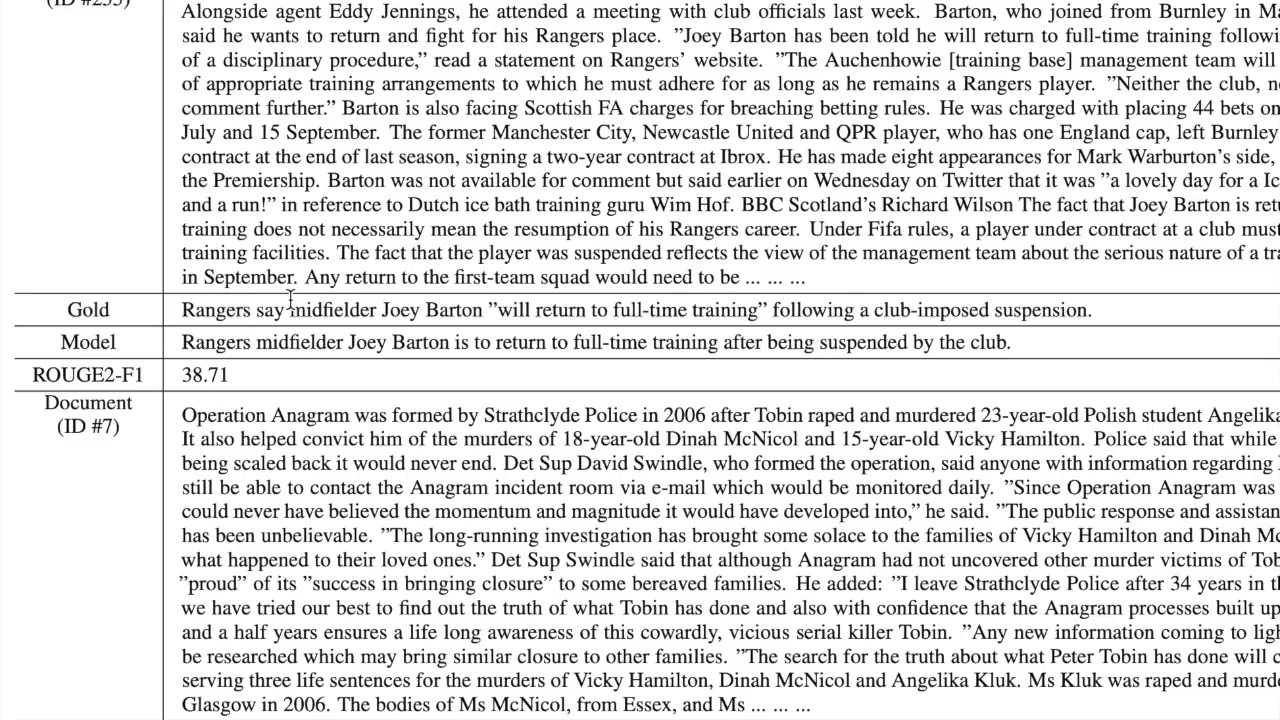 (ID #253)
Alongside agent Eddy Jennings, he attended a meeting with club officials last week. Barton, who joined from Burnley in
said he wants to return and fight for his Rangers place. ”Joey Barton has been told he will return to full-time training
of a disciplinary procedure,” read a statement on Rangers’ website. ”The Auchenhowie [training base] management team will
of appropriate training arrangements to which he must adhere for as long as he remains a Rangers player. ”Neither the club,
comment further.” Barton is also facing Scottish FA charges for breaching betting rules. He was charged with placing 44 bets on
July and 15 September. The former Manchester City, Newcastle United and QPR player, who has one England cap, left Burnley
contract at the end of last season, signing a two-year contract at Ibrox. He has made eight appearances for Mark Warburton’s side,
the Premiership. Barton was not available for comment but said earlier on Wednesday on Twitter that it was ”a lovely day for a
and a run!” in reference to Dutch ice bath training guru Wim Hof. BBC Scotland’s Richard Wilson The fact that Joey Barton is
training does not necessarily mean the resumption of his Rangers career. Under Fifa rules, a player under contract at a club must
training facilities. The fact that the player was suspended reflects the view of the management team about the serious nature of a
in September. Any return to the first-team squad would need to be ... ... ...
Gold Rangers say midfielder Joey Barton ”will return to full-time training” following a club-imposed suspension.
Model Rangers midfielder Joey Barton is to return to full-time training after being suspended by the club.
ROUGE2-F1 38.71
Document
(ID #7)
Operation Anagram was formed by Strathclyde Police in 2006 after Tobin raped and murdered 23-year-old Polish student Angelika
It also helped convict him of the murders of 18-year-old Dinah McNicol and 15-year-old Vicky Hamilton. Police said that while
being scaled back it would never end. Det Sup David Swindle, who formed the operation, said anyone with information regarding
still be able to contact the Anagram incident room via e-mail which would be monitored daily. ”Since Operation Anagram was
could never have believed the momentum and magnitude it would have developed into,” he said. ”The public response and
has been unbelievable. ”The long-running investigation has brought some solace to the families of Vicky Hamilton and Dinah
what happened to their loved ones.” Det Sup Swindle said that although Anagram had not uncovered other murder victims of
”proud” of its ”success in bringing closure” to some bereaved families. He added: ”I leave Strathclyde Police after 34 years in
we have tried our best to find out the truth of what Tobin has done and also with confidence that the Anagram processes built up
and a half years ensures a life long awareness of this cowardly, vicious serial killer Tobin. ”Any new information coming to
be researched which may bring similar closure to other families. ”The search for the truth about what Peter Tobin has done will
serving three life sentences for the murders of Vicky Hamilton, Dinah McNicol and Angelika Kluk. Ms Kluk was raped and
Glasgow in 2006. The bodies of Ms McNicol, from Essex, and Ms ... ... ...